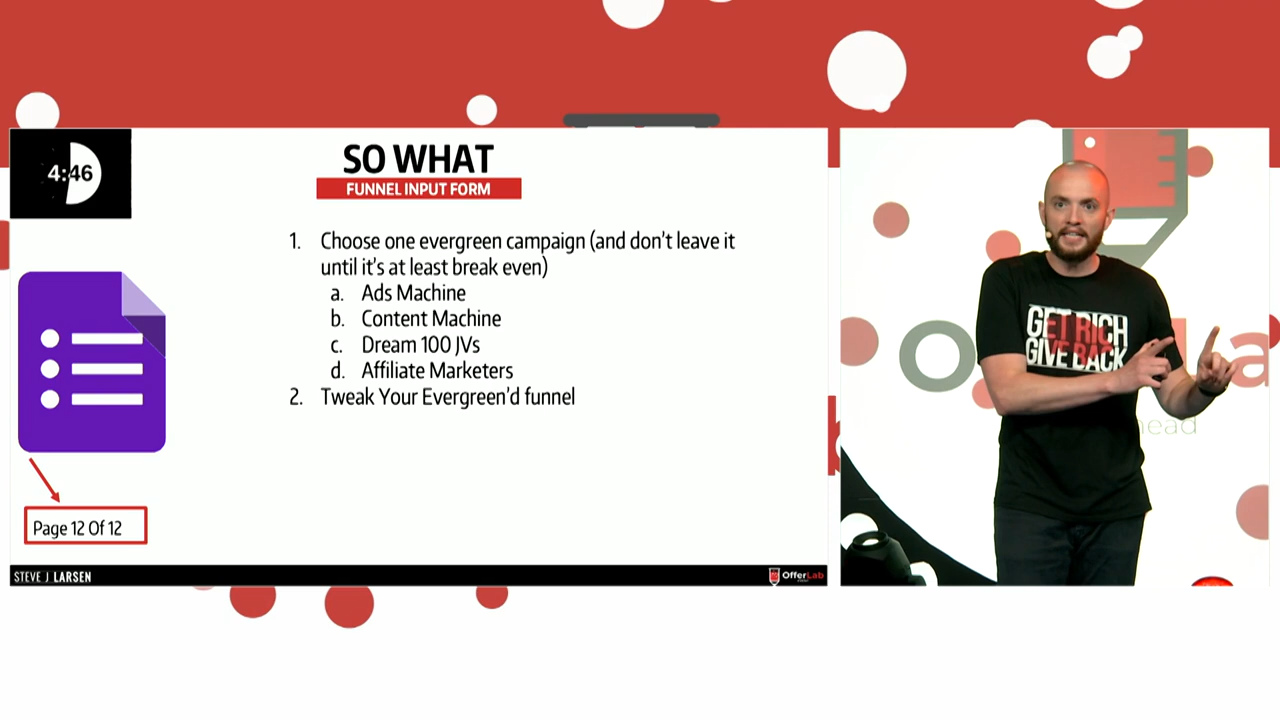 4:46
SO WHAT
FUNNEL INPUT FORM
1. Choose one evergreen campaign (and don't leave it
until it's at least break even)
a. Ads Machine
b. Content Machine
c. Dream 100 JVs
d. Affiliate Marketers
2. Tweak Your Evergreen'd funnel
Page 12 Of 12
STEVE J LARSEN
OfferLab
GET RICH
GIVE BACK
O
a
head